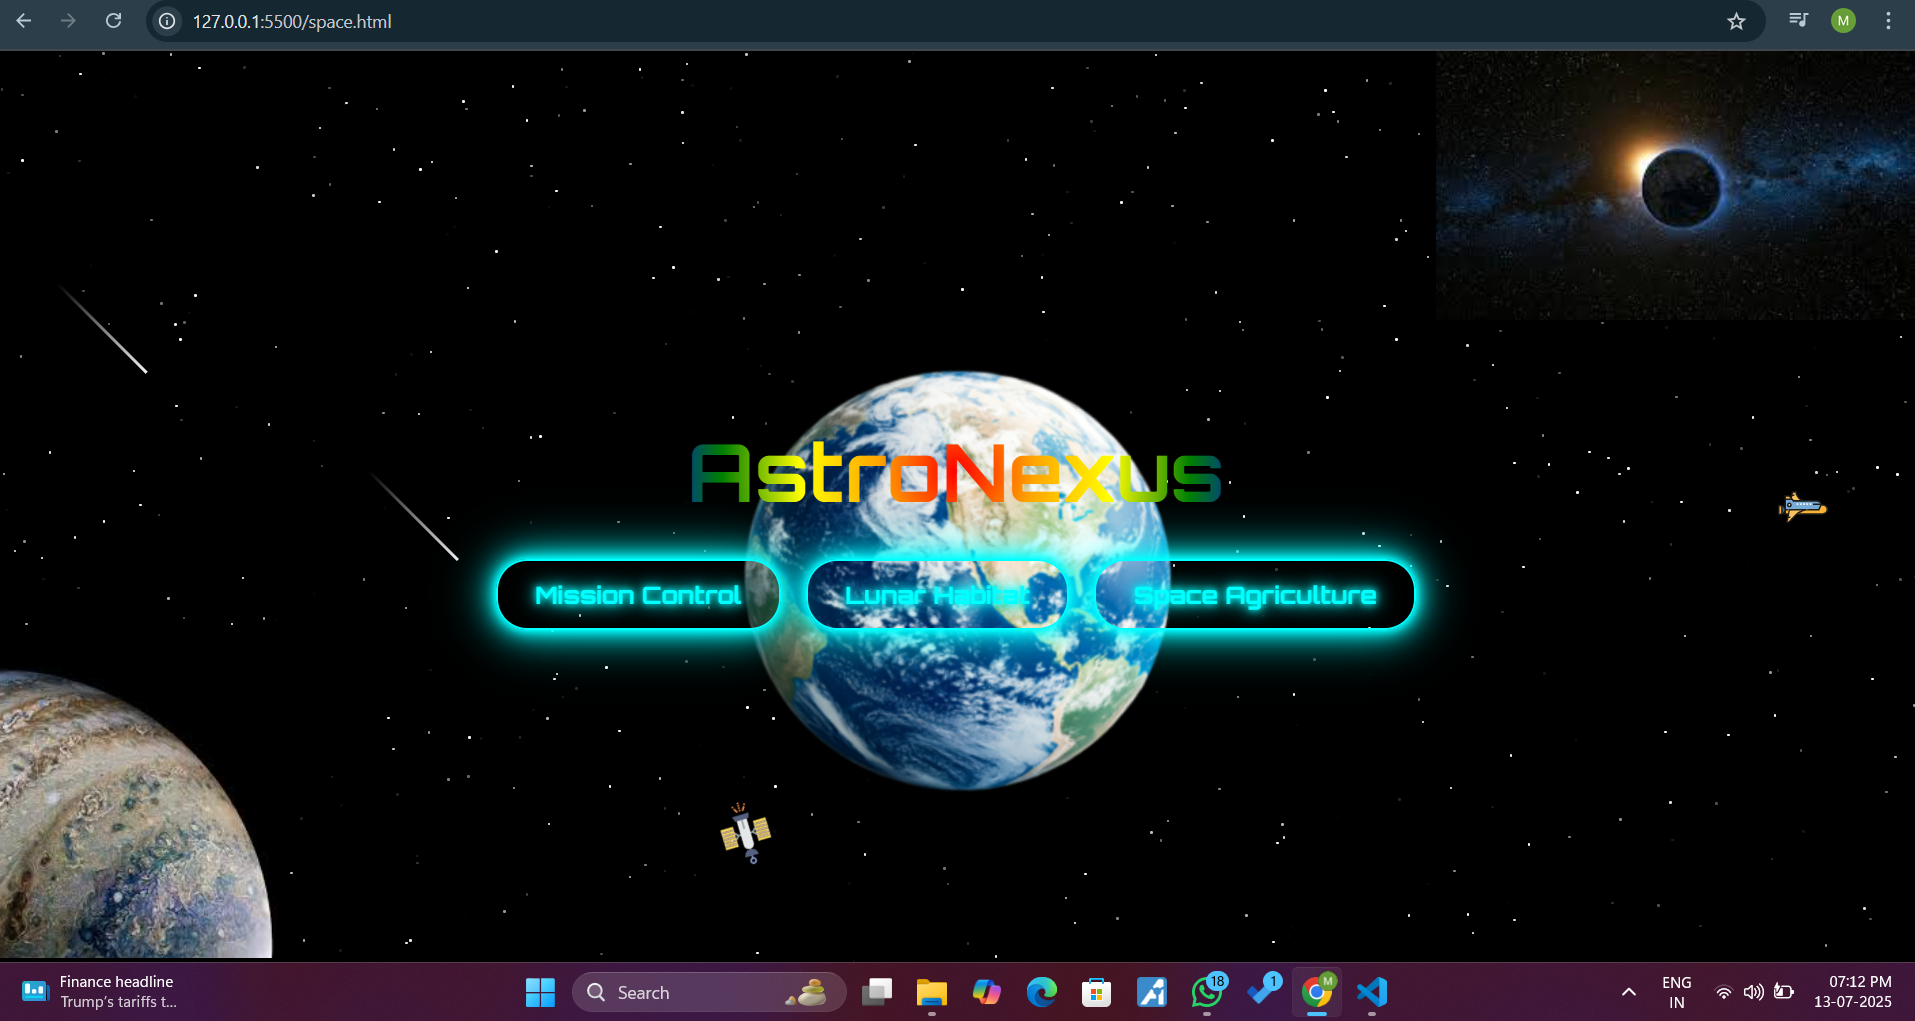 127.0.0.1:5500/space.html
M
AstroNexus
Mission Control
Lunar Habitat
Space Agriculture
Finance headline
Trump's tariffs t...
Search
18
1
M
ENG
IN
07:12 PM
13-07-2025